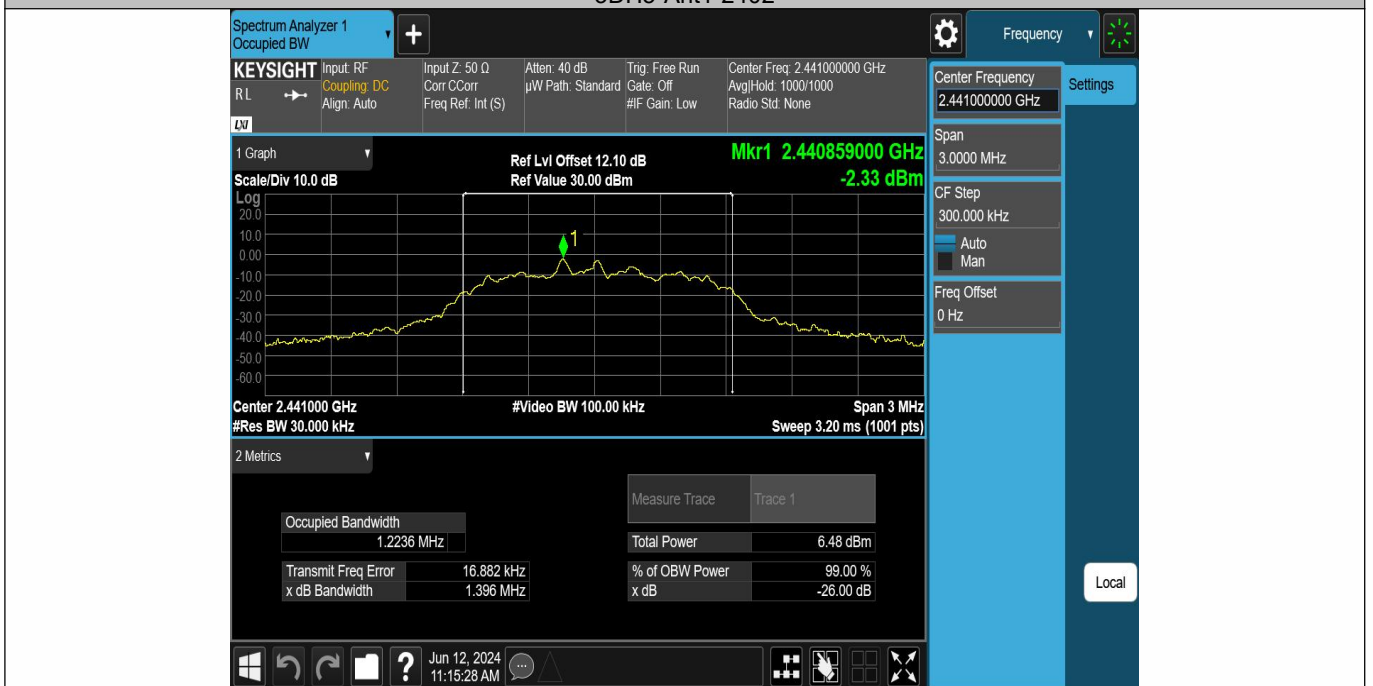 Spectrum Analyzer 1
Occupied BW
Frequency
KEYSIGHT
R L
LXI
Input: RF
Coupling: DC
Align: Auto
Input Z: 50 Ω
Corr CCorr
Freq Ref: Int (S)
Atten: 40 dB
µW Path: Standard
Trig: Free Run
Gate: Off
#IF Gain: Low
Center Freq: 2.441000000 GHz
Avg|Hold: 1000/1000
Radio Std: None
Center Frequency
2.441000000 GHz
Settings
Span
3.0000 MHz
CF Step
300.000 kHz
Auto
Man
Freq Offset
0 Hz
Local
1 Graph
Scale/Div 10.0 dB
Ref Lvl Offset 12.10 dB
Ref Value 30.00 dBm
Mkr1 2.440859000 GHz
-2.33 dBm
Log
20.0
10.0
0.00
-10.0
-20.0
-30.0
-40.0
-50.0
-60.0
1
Center 2.441000 GHz
#Video BW 100.00 kHz
Span 3 MHz
#Res BW 30.000 kHz
Sweep 3.20 ms (1001 pts)
2 Metrics
Measure Trace Trace 1
Occupied Bandwidth
1.2236 MHz
Total Power 6.48 dBm
Transmit Freq Error 16.882 kHz
% of OBW Power 99.00 %
x dB Bandwidth 1.396 MHz
x dB -26.00 dB
Jun 12, 2024
11:15:28 AM